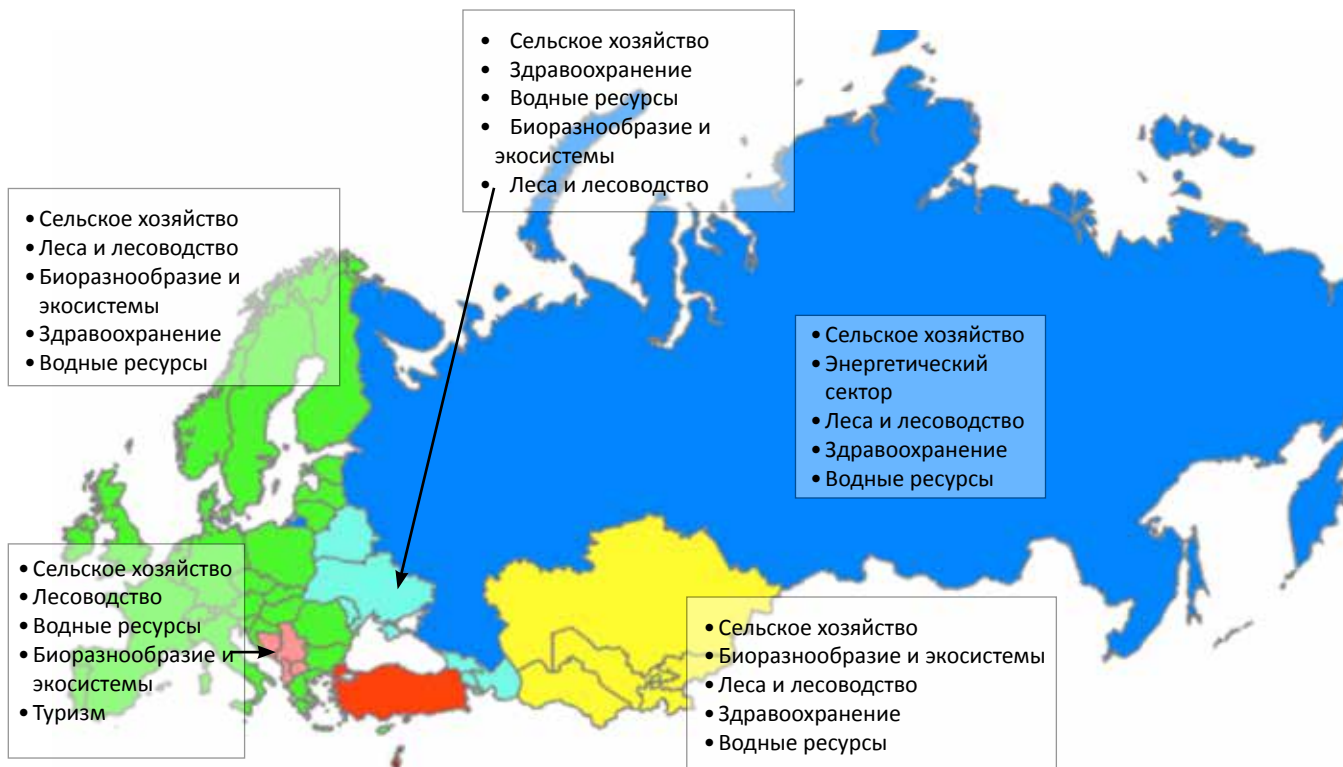 • Сельское хозяйство
• Здравоохранение
• Водные ресурсы
• Биоразнообразие и
экосистемы
• Леса и лесоводство
• Сельское хозяйство
• Леса и лесоводство
• Биоразнообразие и
экосистемы
• Здравоохранение
• Водные ресурсы
• Сельское хозяйство
• Энергетический
сектор
• Леса и лесоводство
• Здравоохранение
• Водные ресурсы
• Сельское хозяйство
• Лесоводство
• Водные ресурсы
• Биоразнообразие и
экосистемы
• Туризм
• Сельское хозяйство
• Биоразнообразие и экосистемы
• Леса и лесоводство
• Здравоохранение
• Водные ресурсы